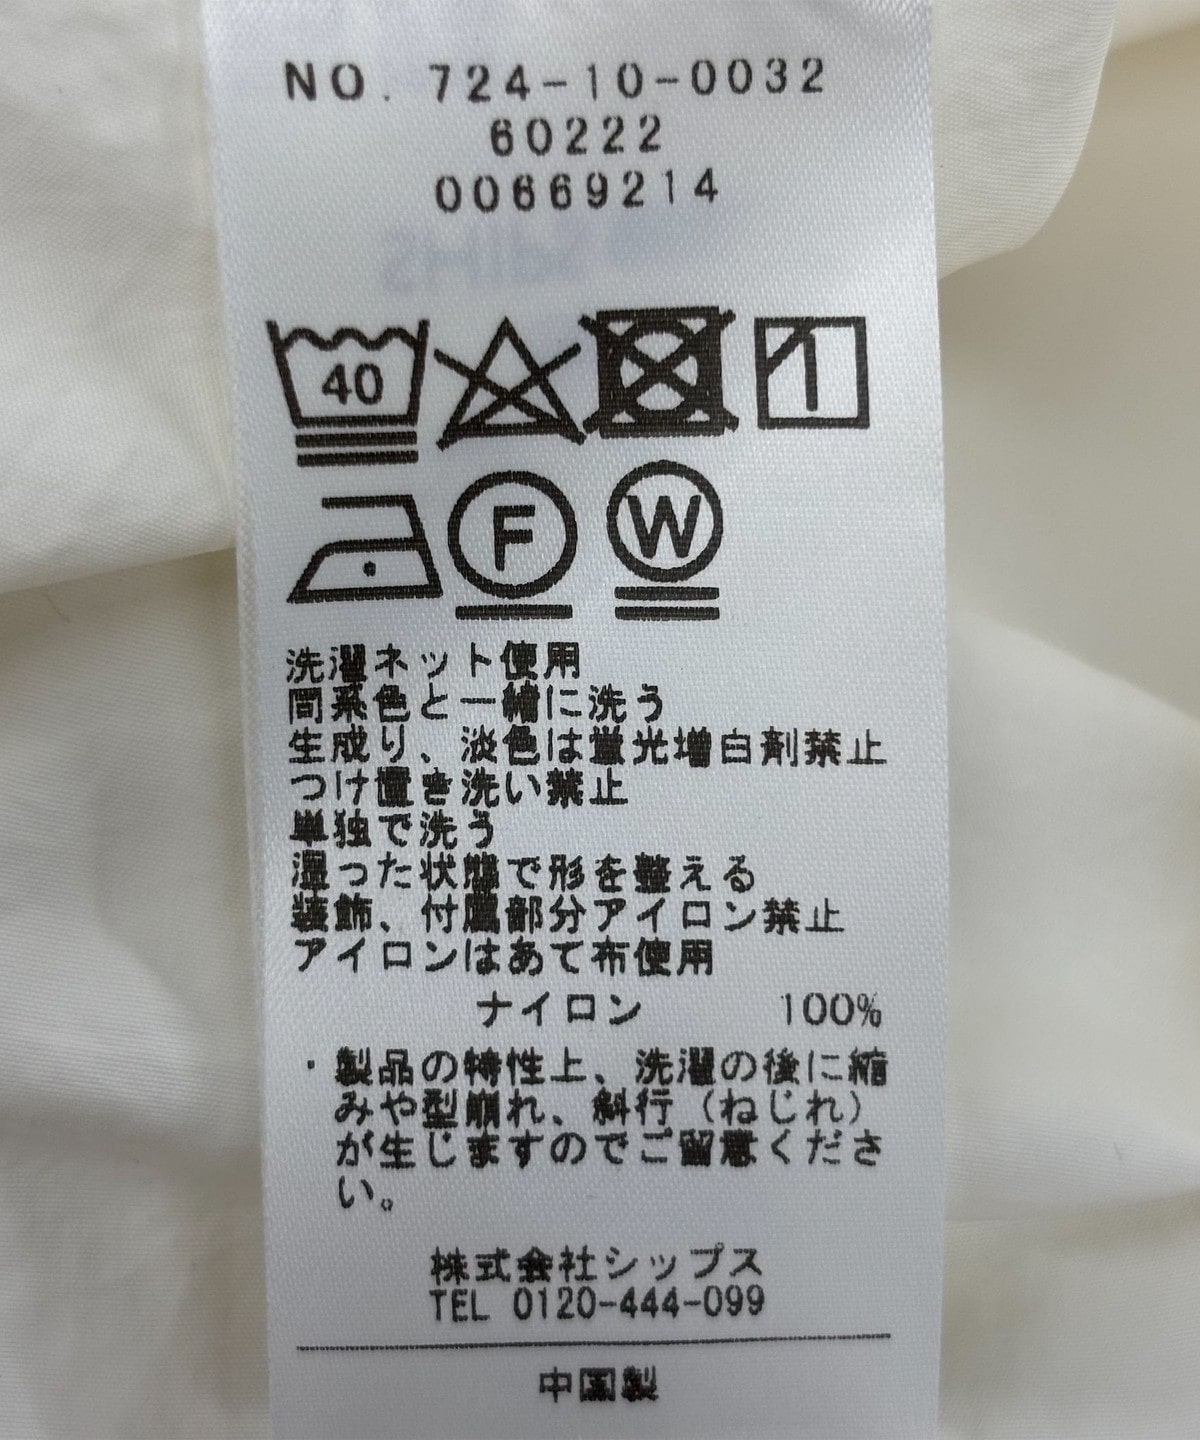 NO. 724-10-0032
60222
00669214
40
F
W
洗濯ネット使用
同系色と一緒に洗う
生成り、淡色は蛍光増白剤禁止
つけ置き洗い禁止
単独で洗う
湿った状態で形を整える
装飾、付属部分アイロン禁止
アイロンはあて布使用
ナイロン 100%
・製品の特性上、洗濯の後に縮
みや型崩れ、斜行（ねじれ）
が生じますのでご留意くださ
い。
株式会社シップス
TEL 0120-444-099
中国製